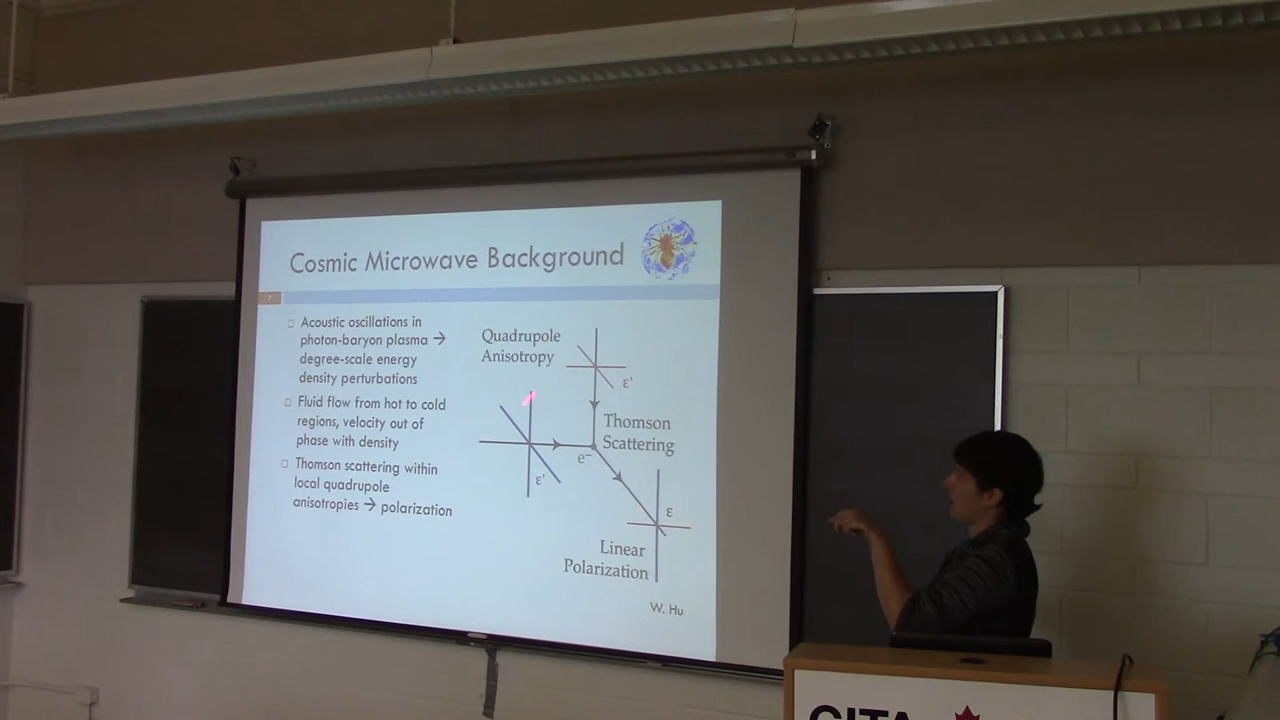 Cosmic Microwave Background
7
Acoustic oscillations in
photon-baryon plasma →
degree-scale energy
density perturbations
Fluid flow from hot to cold
regions, velocity out of
phase with density
Thomson scattering within
local quadrupole
anisotropies → polarization
Quadrupole
Anisotropy
ε'
Thomson
Scattering
e−
ε'
ε
Linear
Polarization
W. Hu
CITA